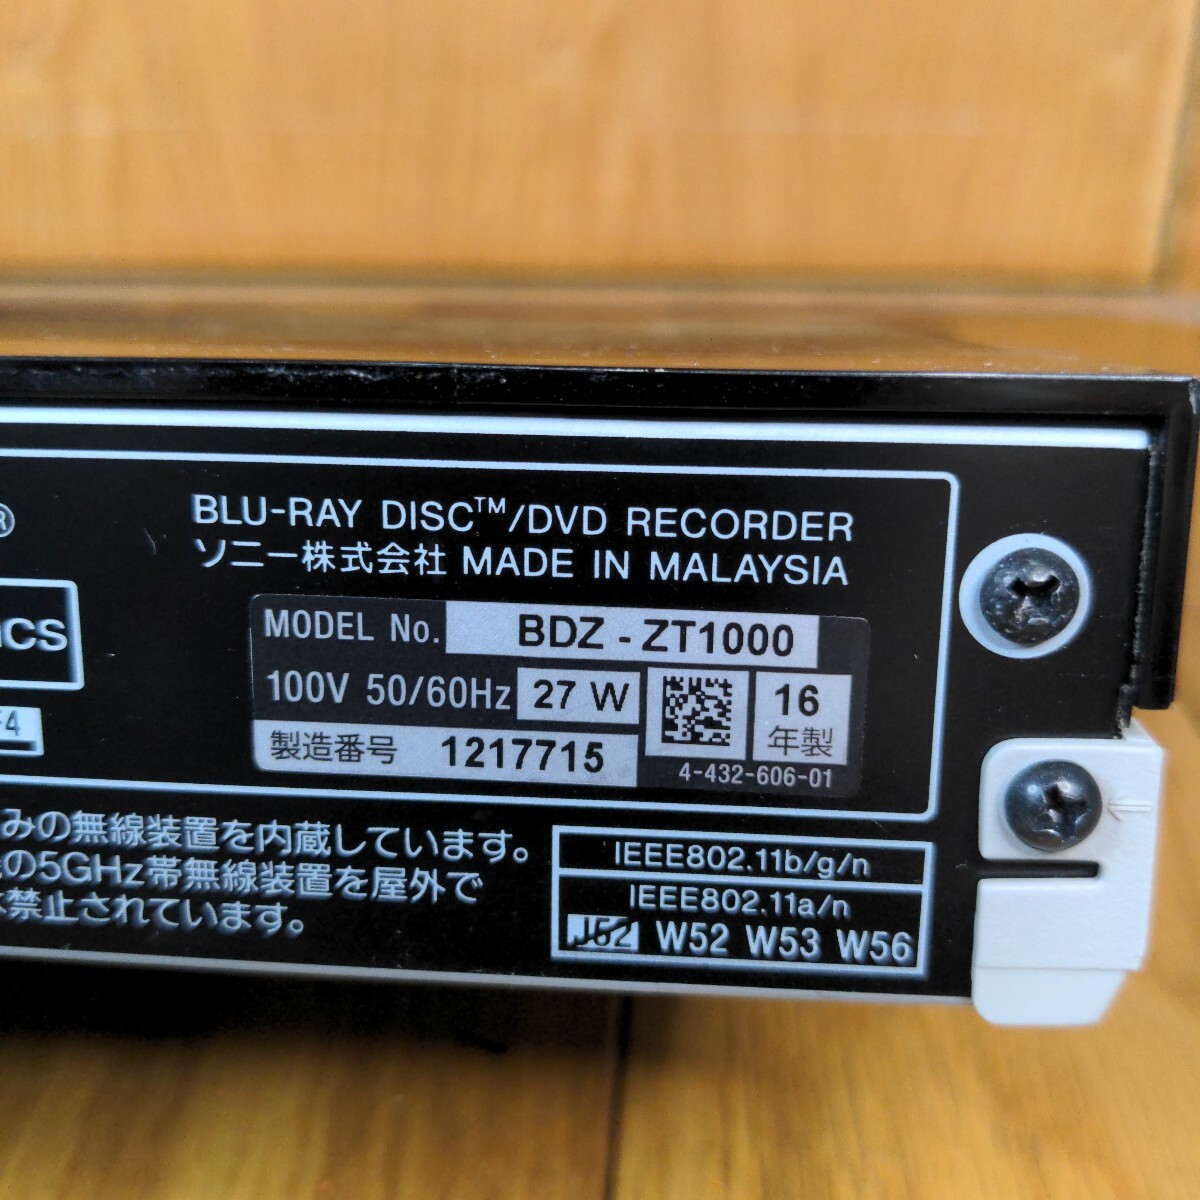 BLU-RAY DISC™/DVD RECORDER
ソニー株式会社 MADE IN MALAYSIA
MODEL No. BDZ-ZT1000
100V 50/60Hz 27 W
16
年製
製造番号 1217715
4-432-606-01
みの無線装置を内蔵しています。
の5GHz帯無線装置を屋外で
禁止されています。
IEEE802.11b/g/n
IEEE802.11a/n
J52 W52 W53 W56